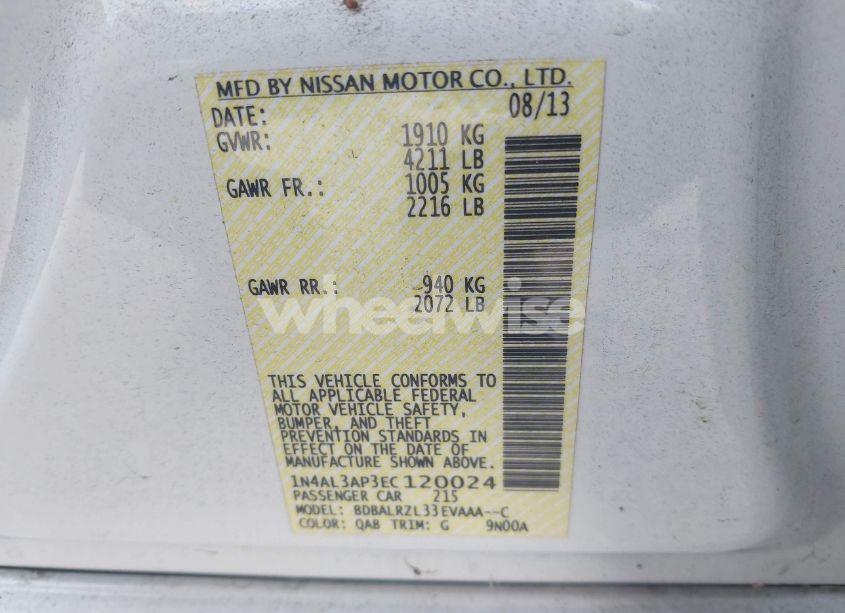 MFD BY NISSAN MOTOR CO., LTD.
DATE: 08/13
GVWR: 1910 KG
4211 LB
GAWR FR.: 1005 KG
2216 LB
GAWR RR.: 940 KG
2072 LB
wheelwise
THIS VEHICLE CONFORMS TO
ALL APPLICABLE FEDERAL
MOTOR VEHICLE SAFETY,
BUMPER, AND THEFT
PREVENTION STANDARDS IN
EFFECT ON THE DATE OF
MANUFACTURE SHOWN ABOVE.
1N4AL3AP3EC120024
PASSENGER CAR 215
MODEL: BDBALRZL33EVAAA--C
COLOR: QAB TRIM: G 9N00A